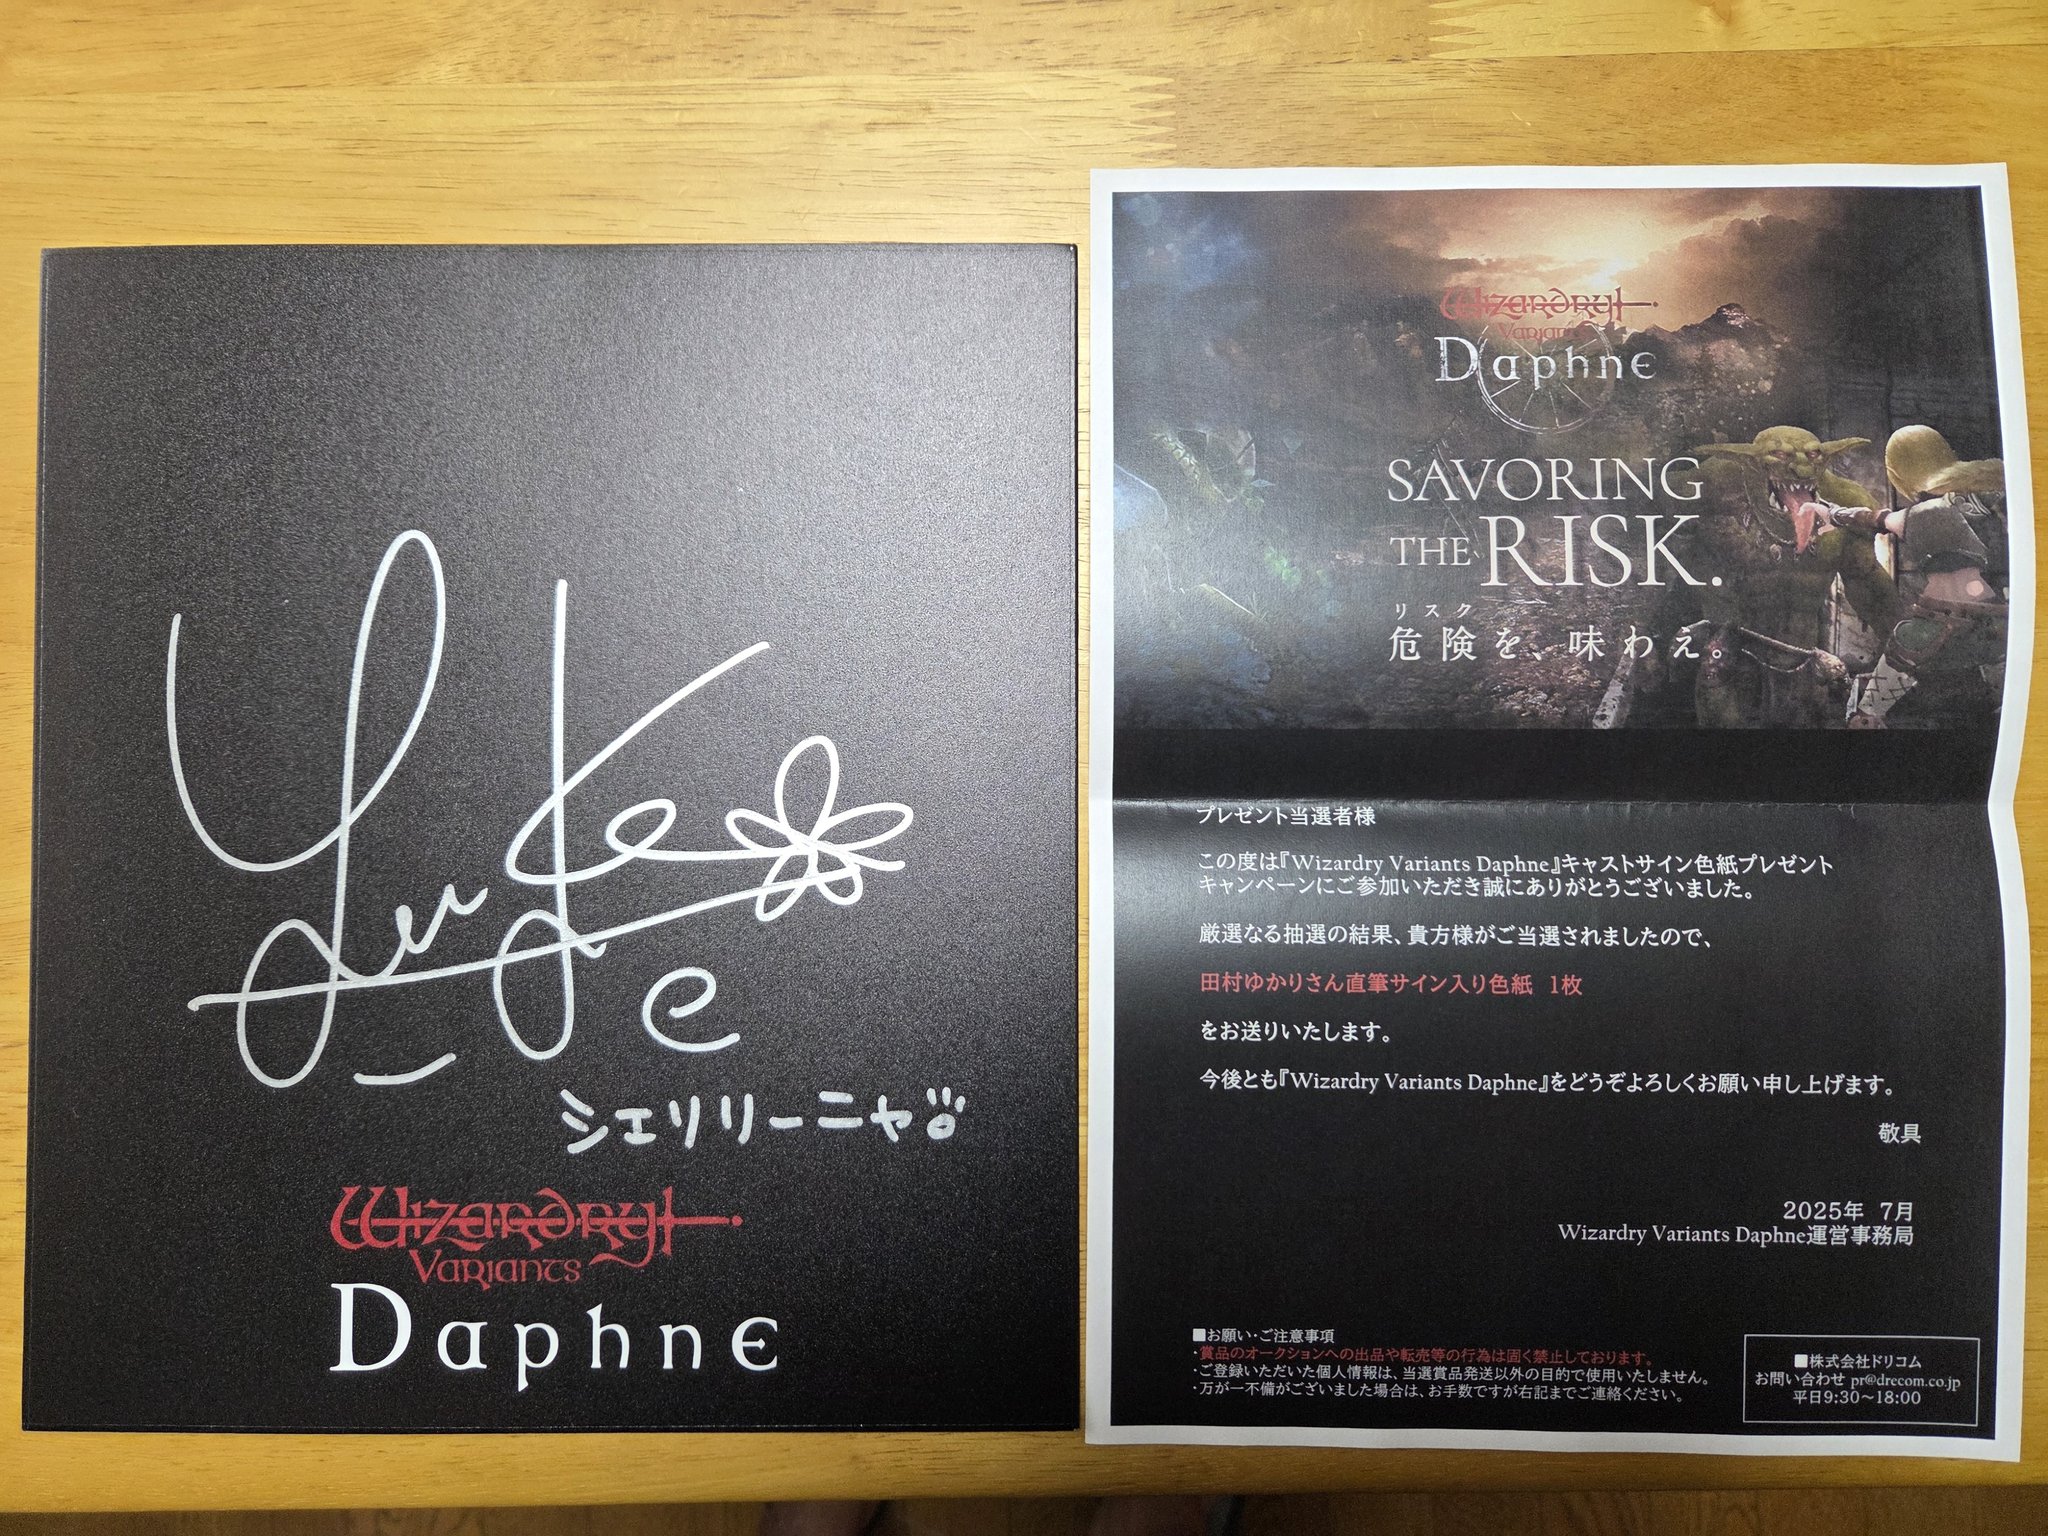 シェリリーニャ
Wizardry
Variants
Daphne
Wizardry
Variants
Daphne
SAVORING
THE RISK.
リスク
危険を、味わえ。
プレゼント当選者様
この度は『Wizardry Variants Daphne』キャストサイン色紙プレゼント
キャンペーンにご参加いただき誠にありがとうございました。
厳選なる抽選の結果、貴方様がご当選されましたので、
田村ゆかりさん直筆サイン入り色紙 1枚
をお送りいたします。
今後とも『Wizardry Variants Daphne』をどうぞよろしくお願い申し上げます。
敬具
2025年 7月
Wizardry Variants Daphne運営事務局
■お願い・ご注意事項
・賞品のオークションへの出品や転売等の行為は固く禁止しております。
・ご登録いただいた個人情報は、当選賞品発送以外の目的で使用いたしません。
・万が一不備がございました場合は、お手数ですが右記までご連絡ください。
■株式会社ドリコム
お問い合わせ pr@drecom.co.jp
平日9:30～18:00